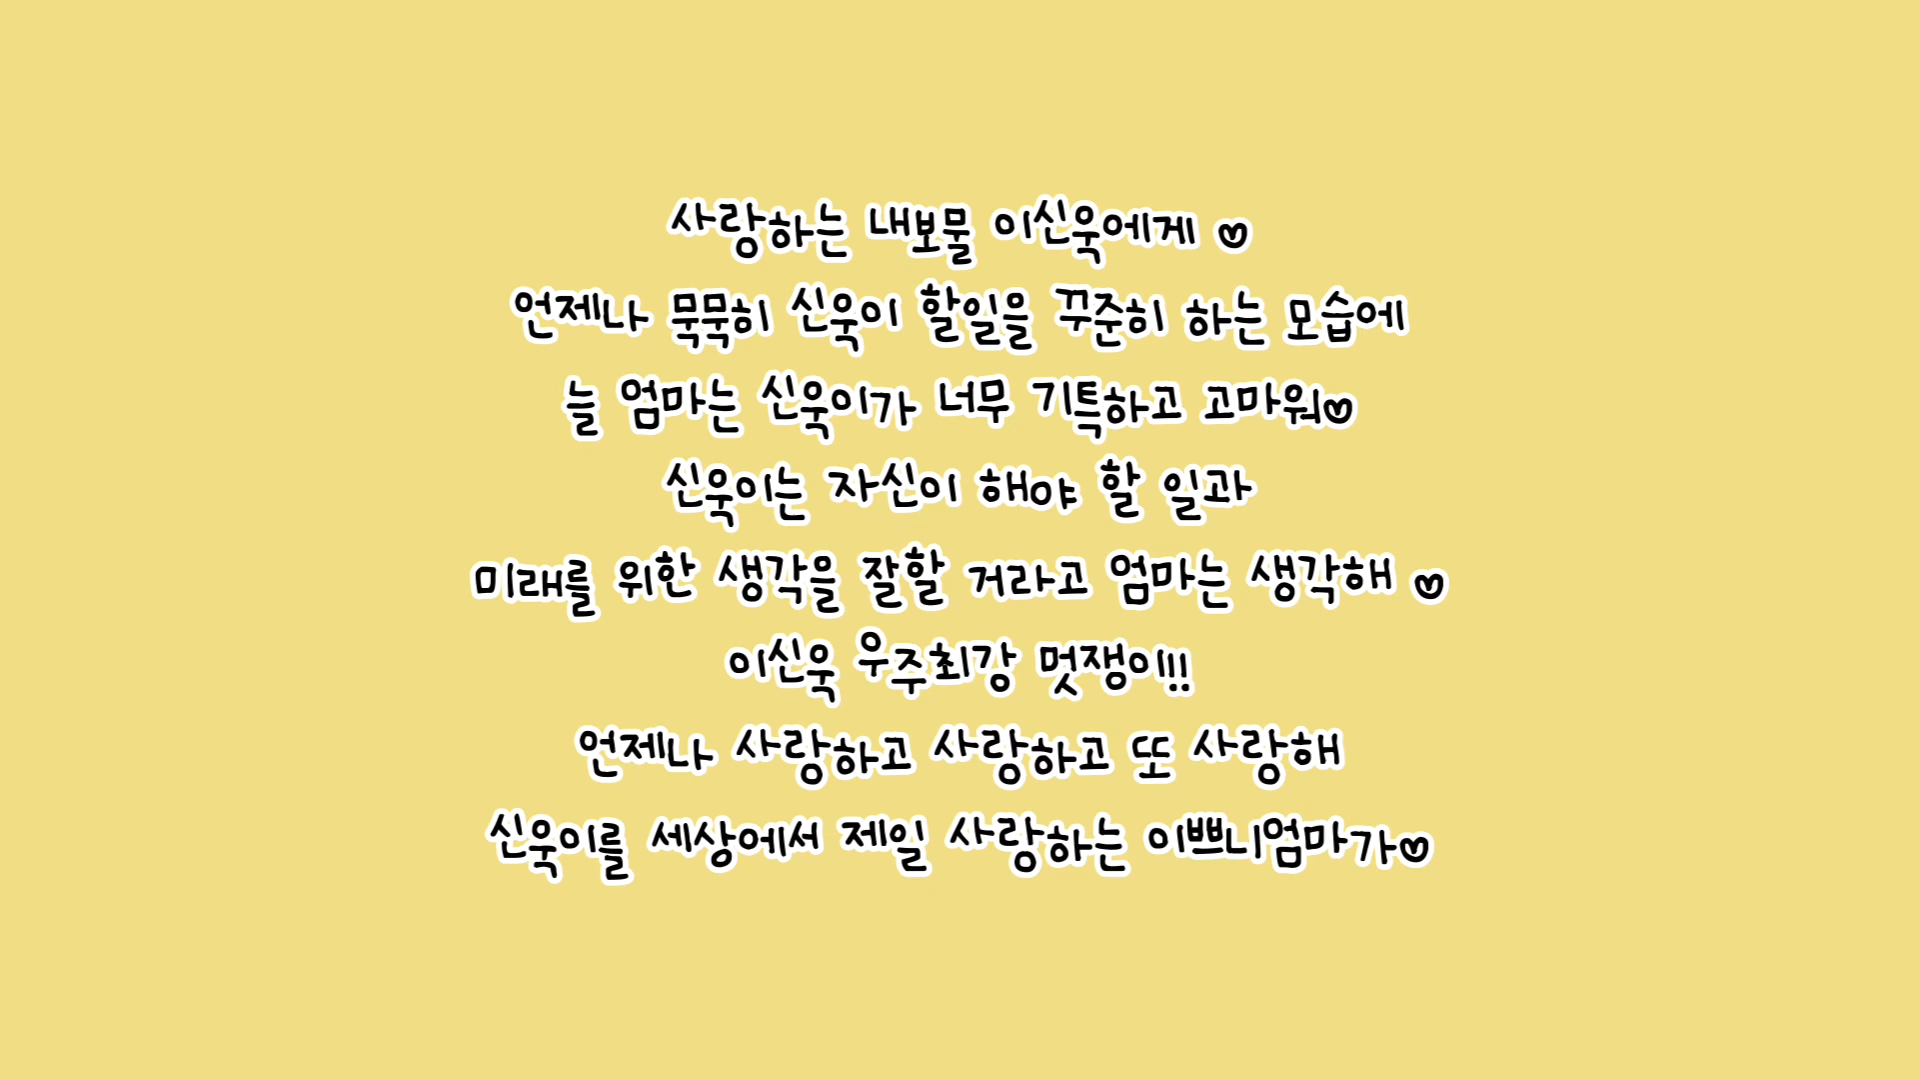 사랑하는 내보물 이신욱에게 ♥
언제나 묵묵히 신욱이 할일을 꾸준히 하는 모습에
늘 엄마는 신욱이가 너무 기특하고 고마워♥
신욱이는 자신이 해야 할 일과
미래를 위한 생각을 잘할 거라고 엄마는 생각해 ♥
이신욱 우주최강 멋쟁이!!
언제나 사랑하고 사랑하고 또 사랑해
신욱이를 세상에서 제일 사랑하는 이쁘니엄마가♥